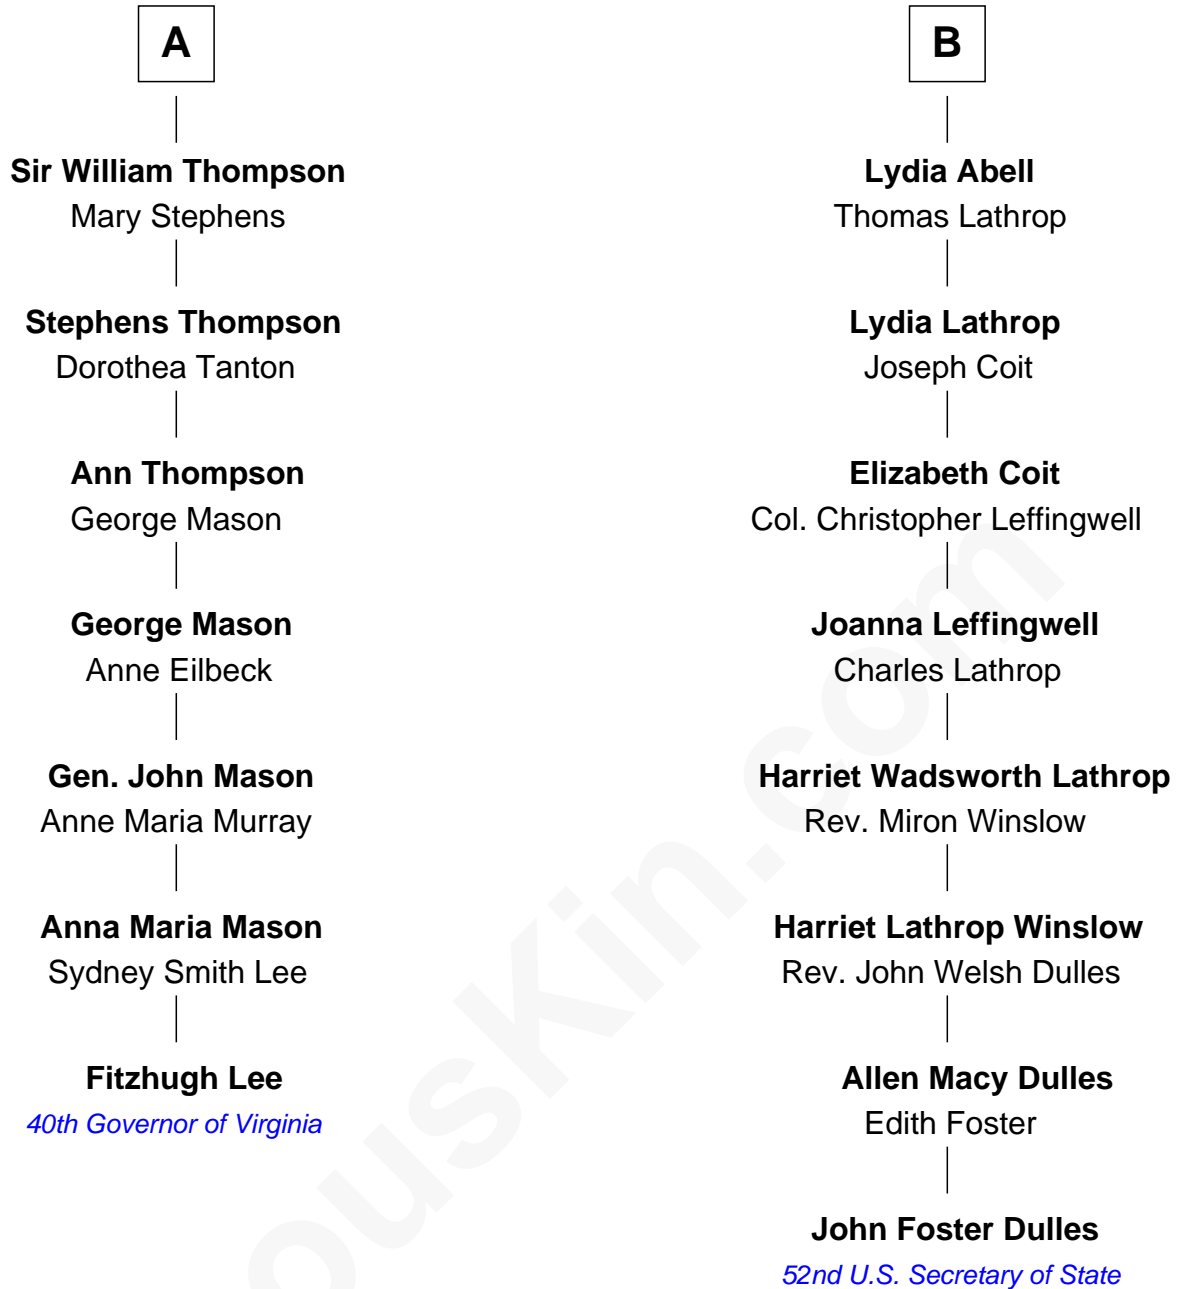 A
Sir William Thompson
Mary Stephens
Stephens Thompson
Dorothea Tanton
Ann Thompson
George Mason
George Mason
Anne Eilbeck
Gen. John Mason
Anne Maria Murray
Anna Maria Mason
Sydney Smith Lee
Fitzhugh Lee
40th Governor of Virginia
B
Lydia Abell
Thomas Lathrop
Lydia Lathrop
Joseph Coit
Elizabeth Coit
Col. Christopher Leffingwell
Joanna Leffingwell
Charles Lathrop
Harriet Wadsworth Lathrop
Rev. Miron Winslow
Harriet Lathrop Winslow
Rev. John Welsh Dulles
Allen Macy Dulles
Edith Foster
John Foster Dulles
52nd U.S. Secretary of State
ousKin.com